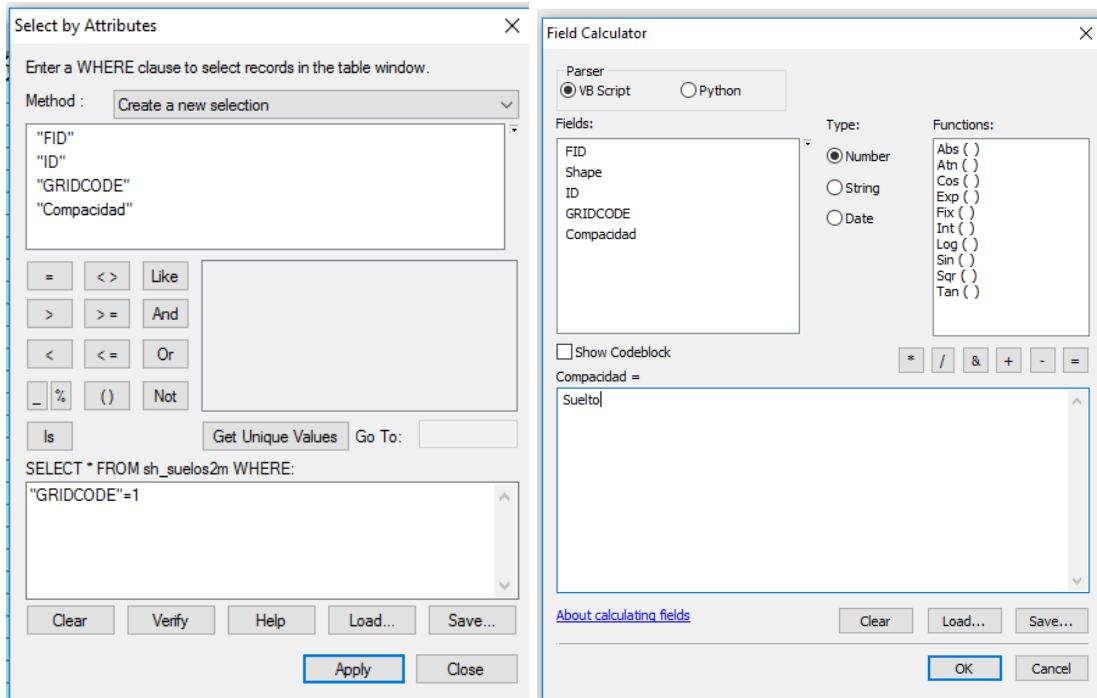 Select by Attributes
Enter a WHERE clause to select records in the table window.
Method : Create a new selection
"FID"
"ID"
"GRIDCODE"
"Compacidad"
= < > Like
> > = And
< < = Or
_ % ( ) Not
Is Get Unique Values Go To:
SELECT * FROM sh_suelos2m WHERE:
"GRIDCODE"=1
Clear Verify Help Load... Save...
Apply Close
Field Calculator
Parser
VB Script Python
Fields: Type: Functions:
FID
Shape
ID
GRIDCODE
Compacidad
Number
String
Date
Abs ( )
Atn ( )
Cos ( )
Exp ( )
Fix ( )
Int ( )
Log ( )
Sin ( )
Sqr ( )
Tan ( )
Show Codeblock
* / & + - =
Compacidad =
Suelto
About calculating fields Clear Load... Save...
OK Cancel